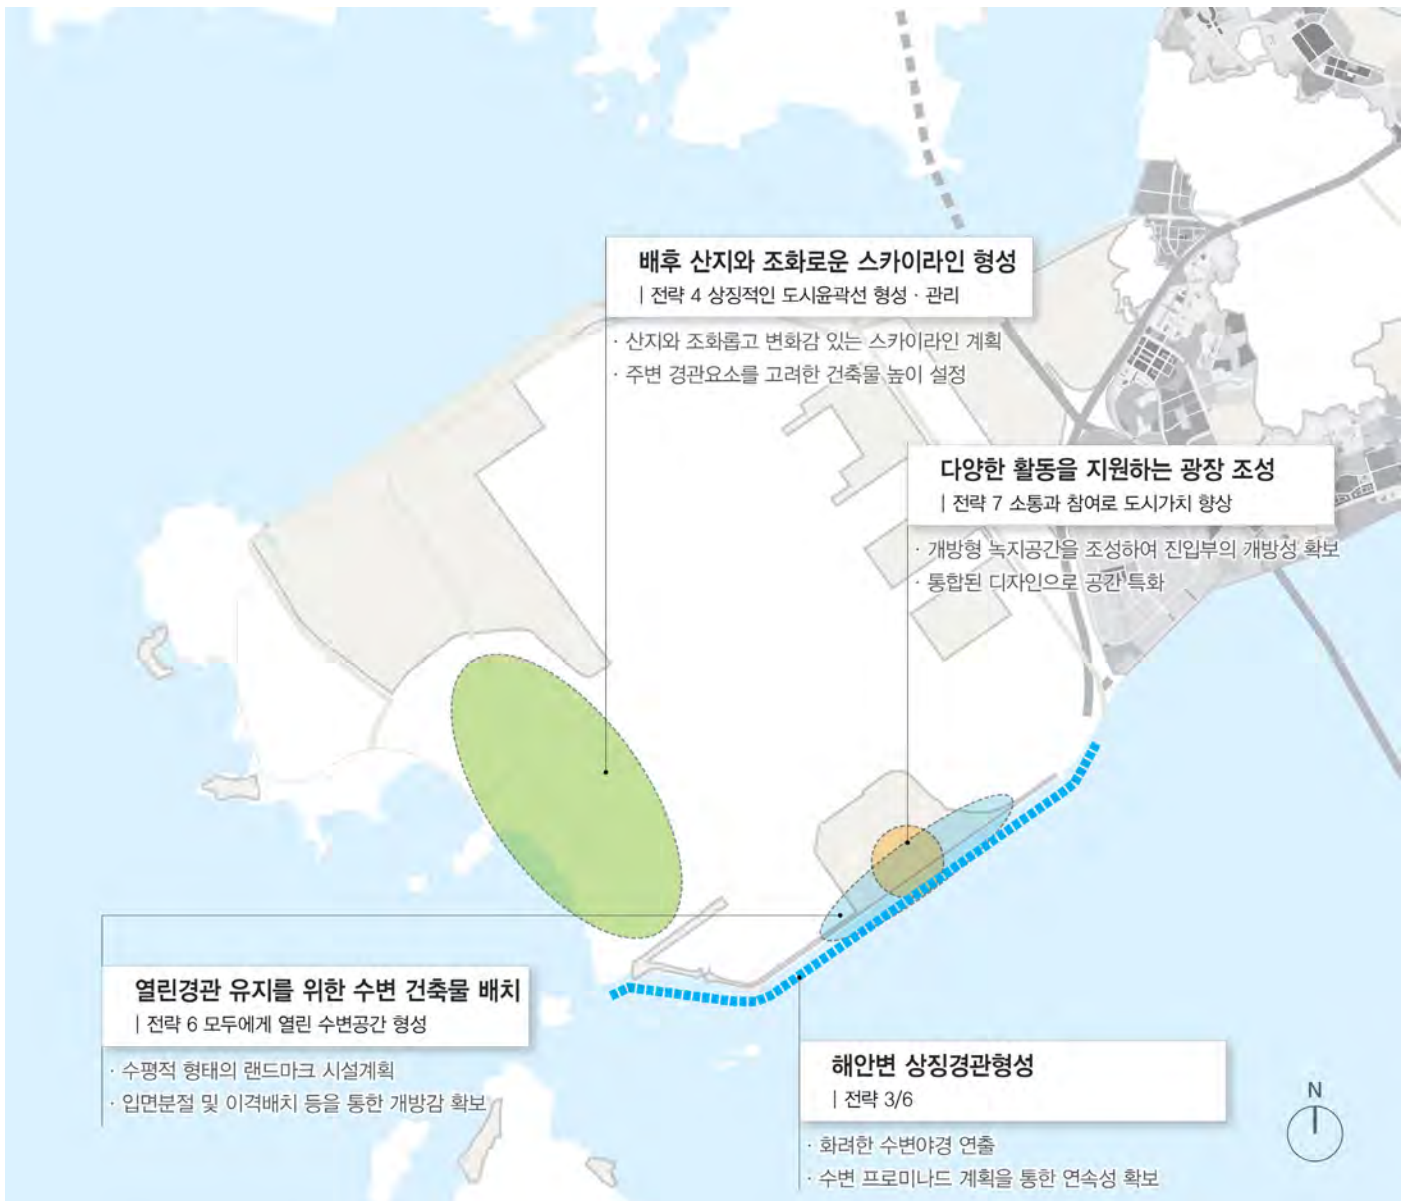 배후 산지와 조화로운 스카이라인 형성
| 전략 4 상징적인 도시윤곽선 형성 · 관리
· 산지와 조화롭고 변화감 있는 스카이라인 계획
· 주변 경관요소를 고려한 건축물 높이 설정
다양한 활동을 지원하는 광장 조성
| 전략 7 소통과 참여로 도시가치 향상
· 개방형 녹지공간을 조성하여 진입부의 개방성 확보
· 통합된 디자인으로 공간 특화
열린경관 유지를 위한 수변 건축물 배치
| 전략 6 모두에게 열린 수변공간 형성
· 수평적 형태의 랜드마크 시설계획
· 입면분절 및 이격배치 등을 통한 개방감 확보
해안변 상징경관형성
| 전략 3/6
· 화려한 수변야경 연출
· 수변 프로미나드 계획을 통한 연속성 확보
N